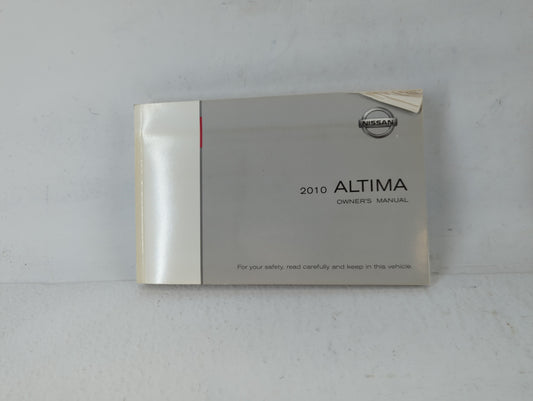 NISSAN
2010 ALTIMA
OWNER'S MANUAL
For your safety, read carefully and keep in this vehicle.